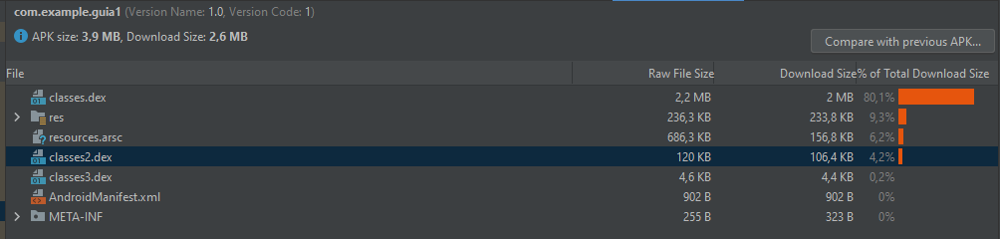 com.example.guia1 (Version Name: 1.0, Version Code: 1)
APK size: 3,9 MB, Download Size: 2,6 MB
Compare with previous APK...
File Raw File Size Download Size % of Total Download Size
classes.dex 2,2 MB 2 MB 80,1%
res 236,3 KB 233,8 KB 9,3%
resources.arsc 686,3 KB 156,8 KB 6,2%
classes2.dex 120 KB 106,4 KB 4,2%
classes3.dex 4,6 KB 4,4 KB 0,2%
AndroidManifest.xml 902 B 902 B 0%
META-INF 255 B 323 B 0%